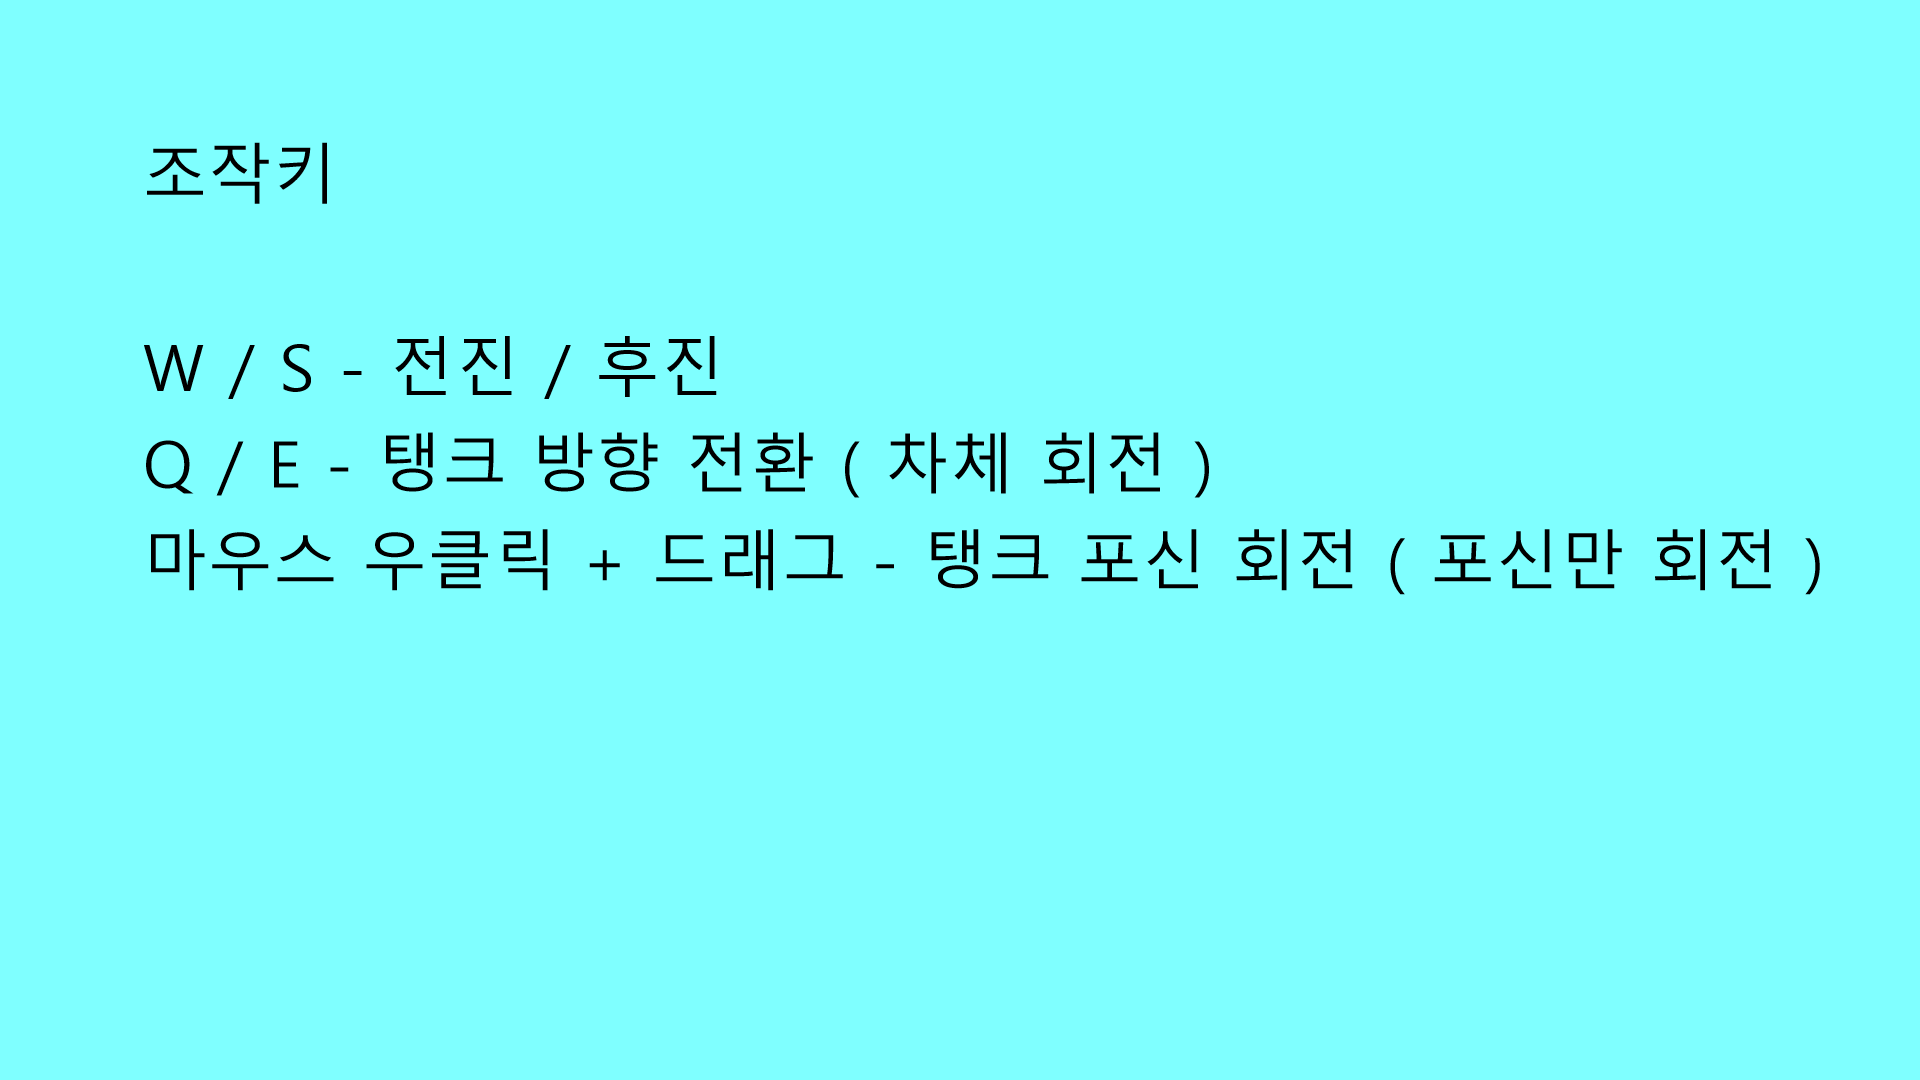 조작키
W / S - 전진 / 후진
Q / E - 탱크 방향 전환 ( 차체 회전 )
마우스 우클릭 + 드래그 - 탱크 포신 회전 ( 포신만 회전 )